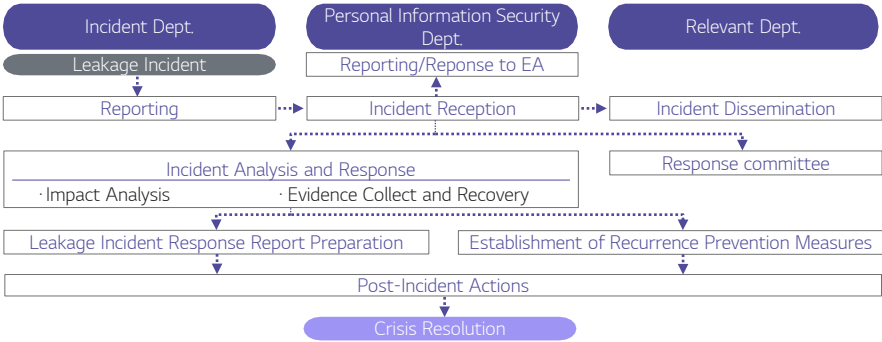 Incident Dept.
Personal Information Security
Dept.
Relevant Dept.
Leakage Incident
Reporting/Reponse to EA
Reporting
Incident Reception
Incident Dissemination
Incident Analysis and Response
· Impact Analysis
· Evidence Collect and Recovery
Response committee
Leakage Incident Response Report Preparation
Establishment of Recurrence Prevention Measures
Post-Incident Actions
Crisis Resolution